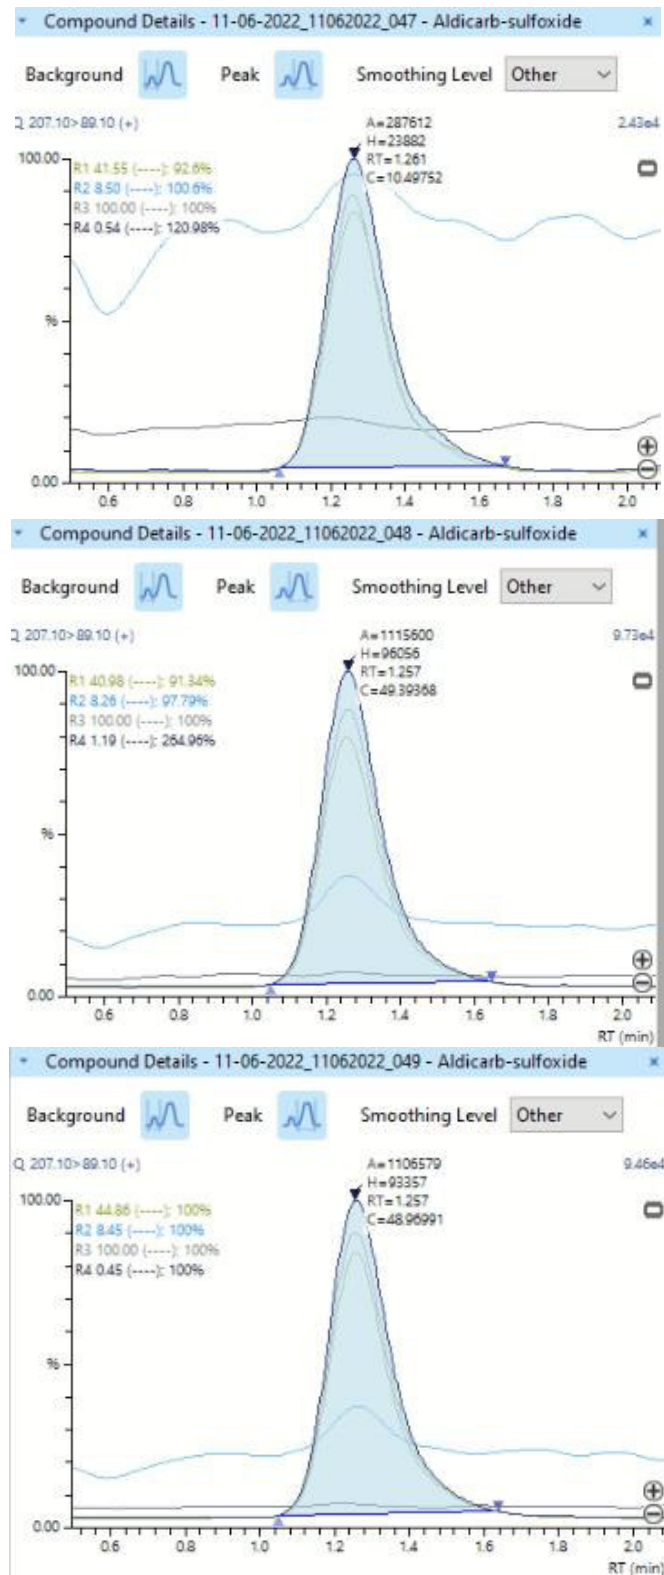 Compound Details - 11-06-2022_11062022_047 - Aldicarb-sulfoxide ×
Background Peak Smoothing Level Other
Q 207.10>89.10 (+) 2.43e4
A=287612
H=23882
RT=1.261
C=10.49752
100.00
R1 41.55 (----); 92.6%
R2 8.50 (----); 100.6%
R3 100.00 (----); 100%
R4 0.54 (----); 120.98%
%
0.00
0.6 0.8 1.0 1.2 1.4 1.6 1.8 2.0
Compound Details - 11-06-2022_11062022_048 - Aldicarb-sulfoxide ×
Background Peak Smoothing Level Other
Q 207.10>89.10 (+) 9.73e4
A=1115600
H=96056
RT=1.257
C=49.39368
100.00
R1 40.98 (----); 91.34%
R2 8.26 (----); 97.79%
R3 100.00 (----); 100%
R4 1.19 (----); 264.96%
%
0.00
0.6 0.8 1.0 1.2 1.4 1.6 1.8 2.0
RT (min)
Compound Details - 11-06-2022_11062022_049 - Aldicarb-sulfoxide ×
Background Peak Smoothing Level Other
Q 207.10>89.10 (+) 9.46e4
A=1106579
H=93357
RT=1.257
C=48.96991
100.00
R1 44.86 (----); 100%
R2 8.45 (----); 100%
R3 100.00 (----); 100%
R4 0.45 (----); 100%
%
0.00
0.6 0.8 1.0 1.2 1.4 1.6 1.8 2.0
RT (min)